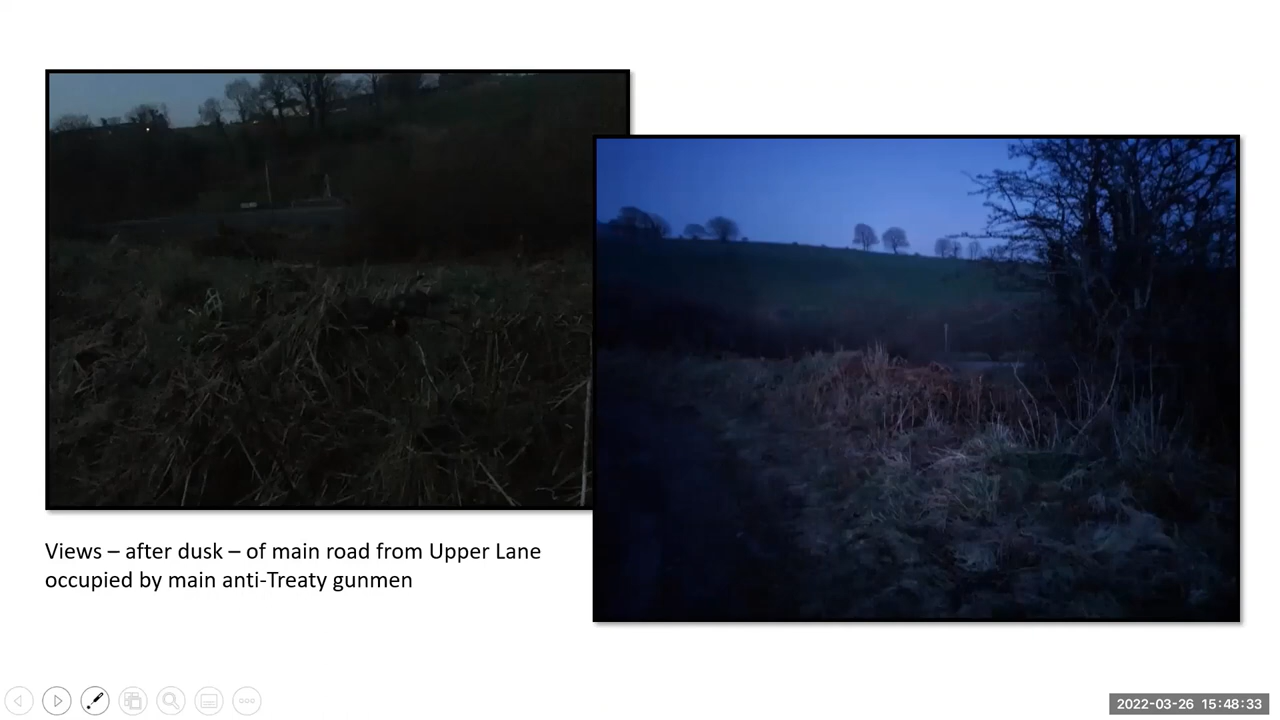 Views – after dusk – of main road from Upper Lane
occupied by main anti-Treaty gunmen
2022-03-26 15:48:33